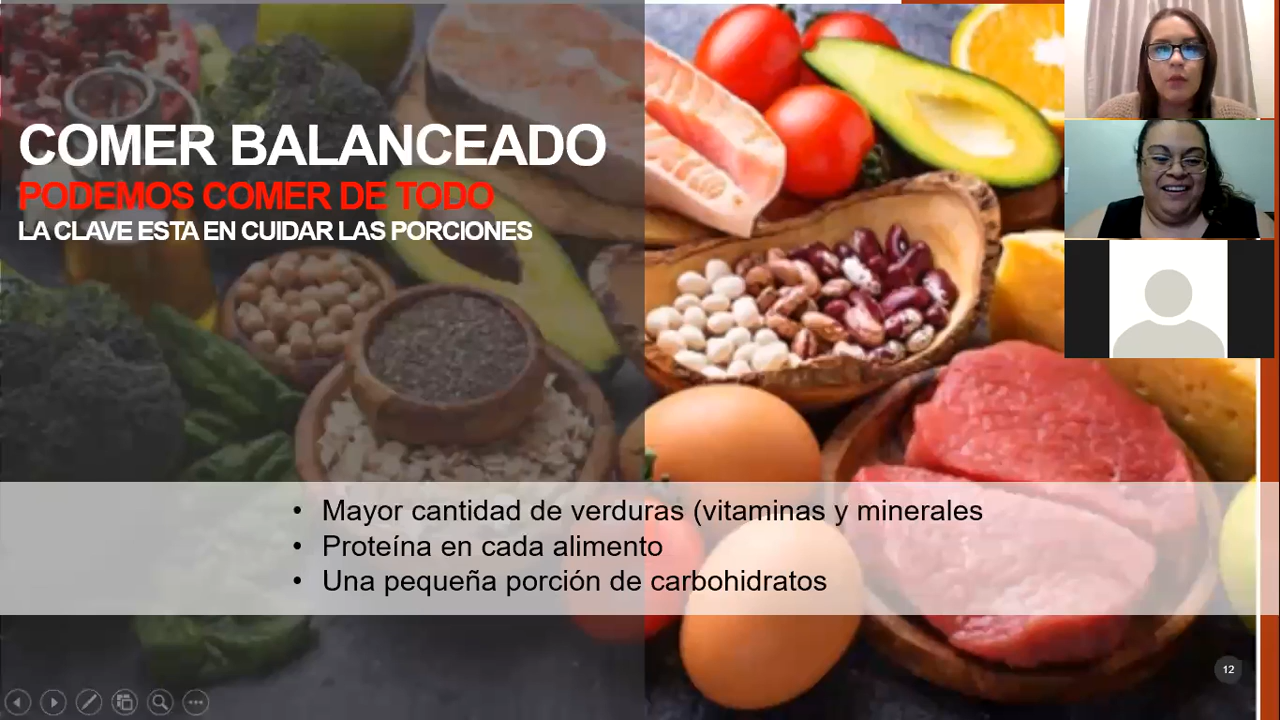 COMER BALANCEADO
PODEMOS COMER DE TODO
LA CLAVE ESTA EN CUIDAR LAS PORCIONES
• Mayor cantidad de verduras (vitaminas y minerales
• Proteína en cada alimento
• Una pequeña porción de carbohidratos
12